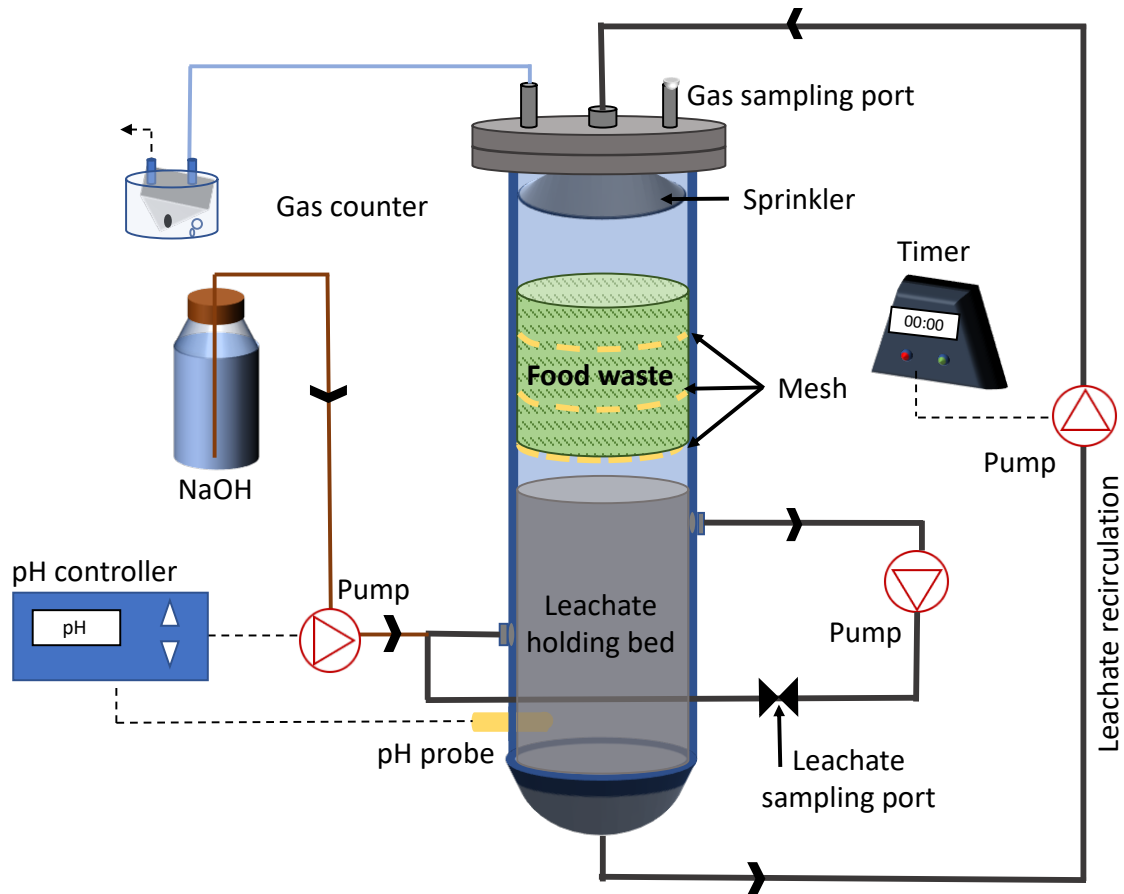 Gas sampling port
Sprinkler
Gas counter
Timer
00:00
Food waste
Mesh
NaOH
Pump
Leachate recirculation
pH controller
pH
Pump
Leachate
holding bed
Pump
pH probe
Leachate
sampling port